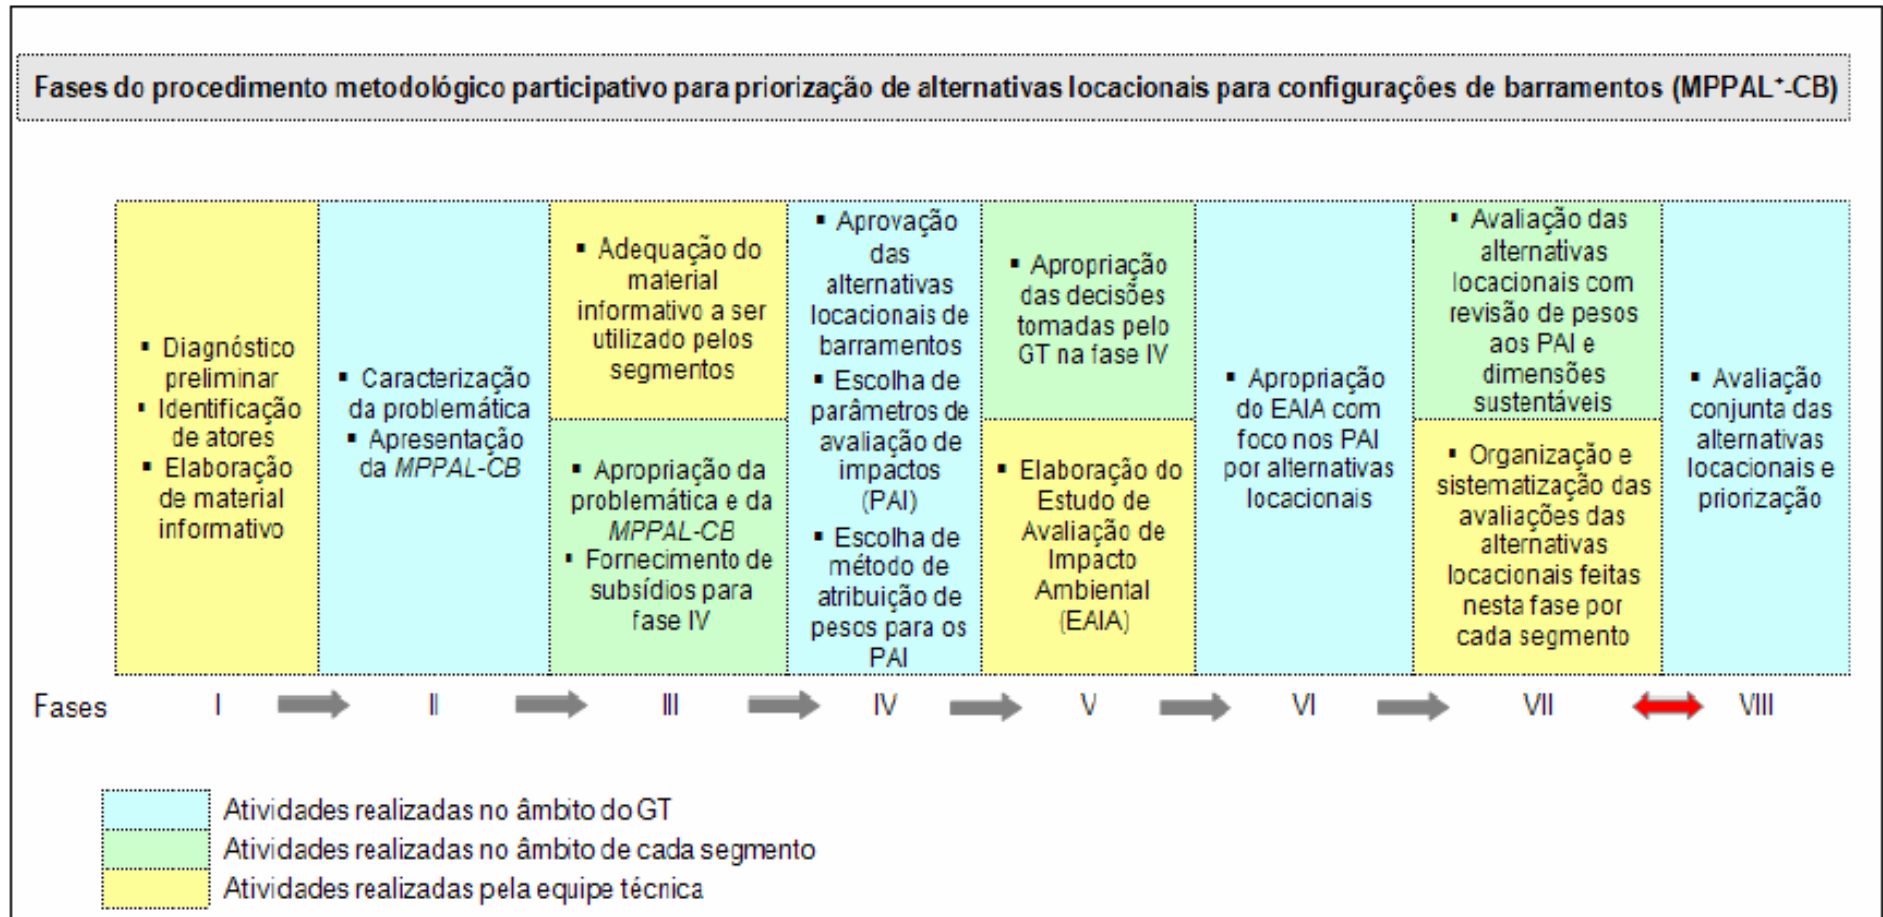 Fases do procedimento metodológico participativo para priorização de alternativas locacionais para configurações de barramentos (MPPAL⁺-CB)
▪ Diagnóstico
preliminar
▪ Identificação
de atores
▪ Elaboração
de material
informativo
▪ Caracterização
da problemática
▪ Apresentação
da MPPAL-CB
▪ Adequação do
material
informativo a ser
utilizado pelos
segmentos
▪ Apropriação da
problemática e da
MPPAL-CB
▪ Fornecimento de
subsídios para
fase IV
▪ Aprovação
das
alternativas
locacionais de
barramentos
▪ Escolha de
parâmetros de
avaliação de
impactos
(PAI)
▪ Escolha de
método de
atribuição de
pesos para os
PAI
▪ Apropriação
das decisões
tomadas pelo
GT na fase IV
▪ Elaboração do
Estudo de
Avaliação de
Impacto
Ambiental
(EAIA)
▪ Apropriação
do EAIA com
foco nos PAI
por alternativas
locacionais
▪ Avaliação das
alternativas
locacionais com
revisão de pesos
aos PAI e
dimensões
sustentáveis
▪ Organização e
sistematização das
avaliações das
alternativas
locacionais feitas
nesta fase por
cada segmento
▪ Avaliação
conjunta das
alternativas
locacionais e
priorização
Fases I II III IV V VI VII VIII
Atividades realizadas no âmbito do GT
Atividades realizadas no âmbito de cada segmento
Atividades realizadas pela equipe técnica